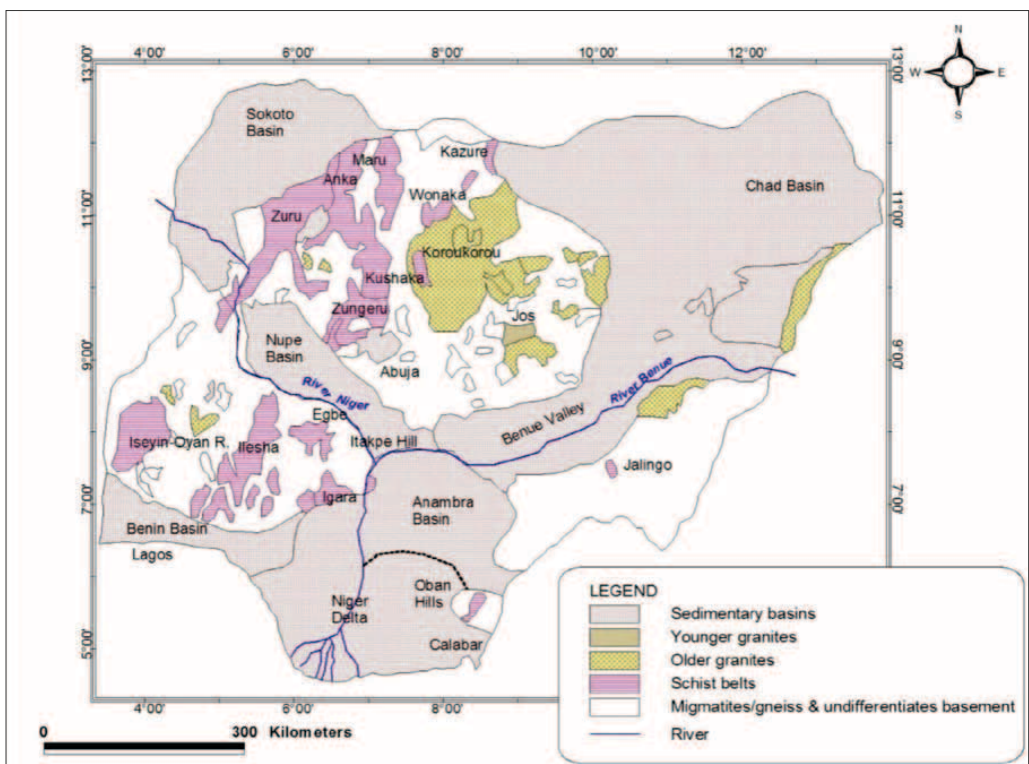 4°00'
6°00'
8°00'
10°00'
12°00'
13°00'
13°00'
N
W
E
S
Sokoto
Basin
Maru
Kazure
Anka
Chad Basin
Wonaka
11°00'
Zuru
11°00'
Koroukorou
Kushaka
Zungeru
Jos
Nupe
Basin
9°00'
Abuja
9°00'
River Niger
River Benue
Egbe
Benue Valley
Iseyin-Oyan R.
Ilesha
Itakpe Hill
Jalingo
Igara
7°00'
Anambra
Basin
7°00'
Benin Basin
Lagos
Oban
Hills
Niger
Delta
Calabar
5°00'
4°00'
6°00'
8°00'
LEGEND
Sedimentary basins
Younger granites
Older granites
Schist belts
Migmatites/gneiss & undifferentiates basement
River
0
300 Kilometers